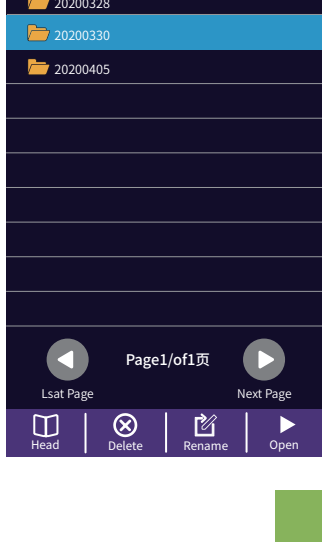 20200328
20200330
20200405
Page1/of1页
Lsat Page Next Page
Head Delete Rename Open